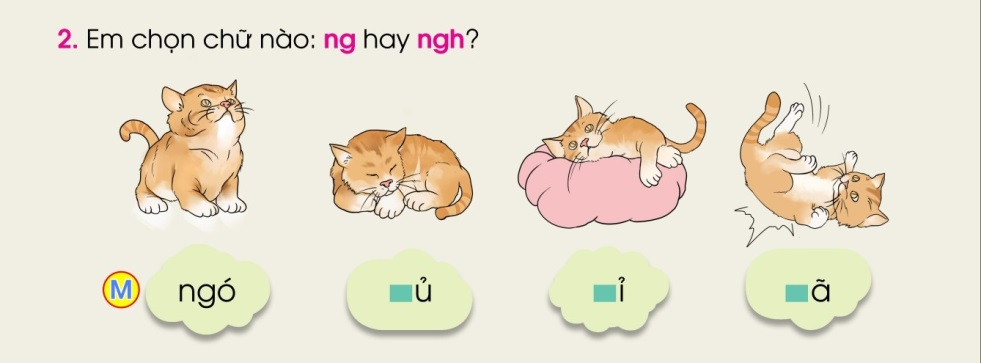 2. Em chọn chữ nào: ng hay ngh?
M ngó ủ ỉ ã